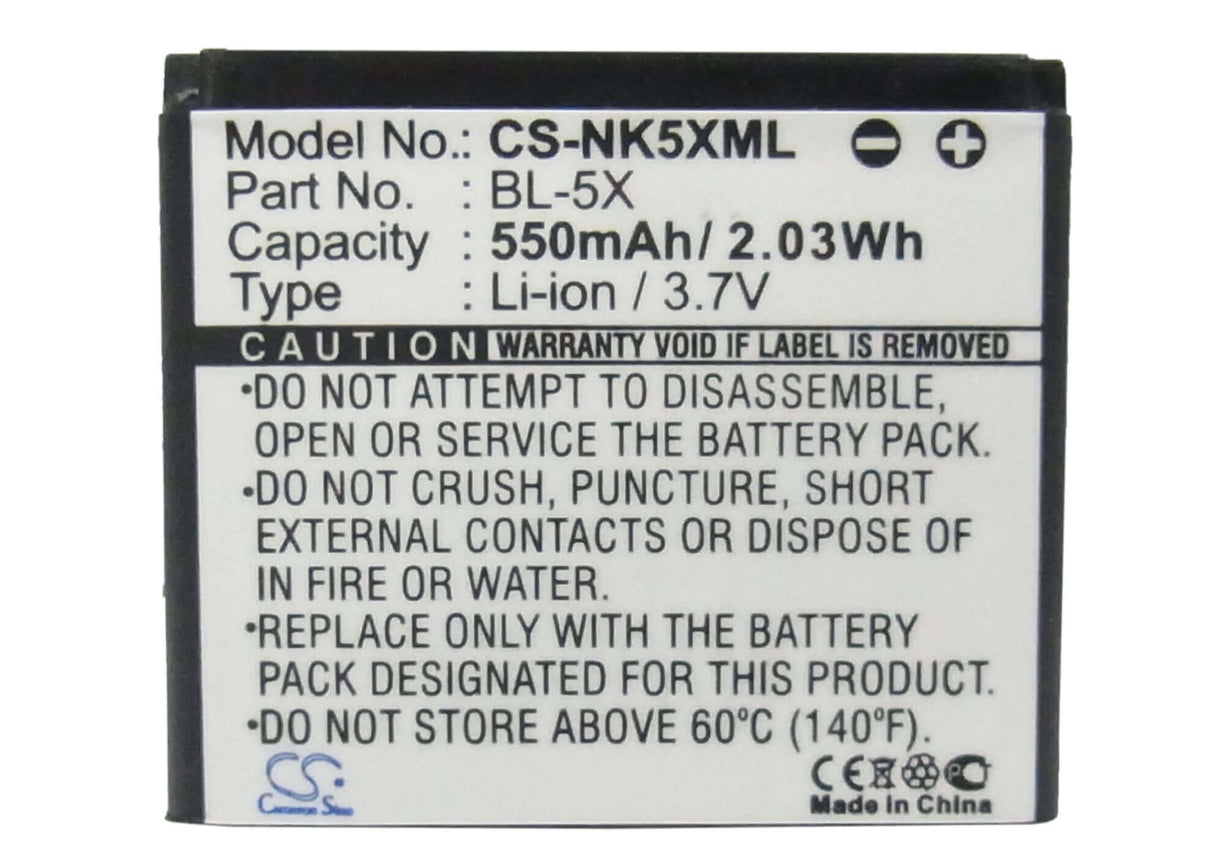 Model No.: CS-NK5XML
Part No. : BL-5X
Capacity : 550mAh/ 2.03Wh
Type : Li-ion / 3.7V
CAUTION WARRANTY VOID IF LABEL IS REMOVED
•DO NOT ATTEMPT TO DISASSEMBLE,
OPEN OR SERVICE THE BATTERY PACK.
•DO NOT CRUSH, PUNCTURE, SHORT
EXTERNAL CONTACTS OR DISPOSE OF
IN FIRE OR WATER.
•REPLACE ONLY WITH THE BATTERY
PACK DESIGNATED FOR THIS PRODUCT.
•DO NOT STORE ABOVE 60°C (140°F).
CS
Cameron Sino
CE
Made in China